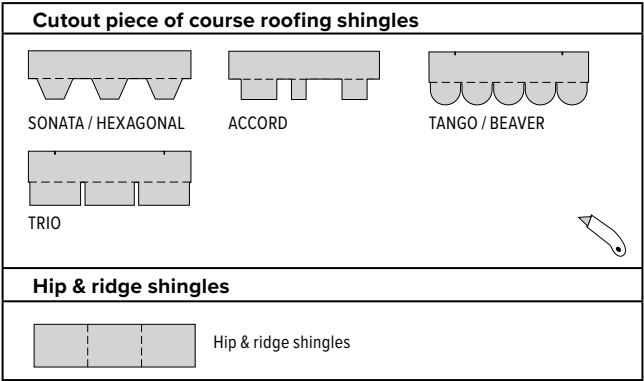 Cutout piece of course roofing shingles
SONATA / HEXAGONAL
ACCORD
TANGO / BEAVER
TRIO
Hip & ridge shingles
Hip & ridge shingles